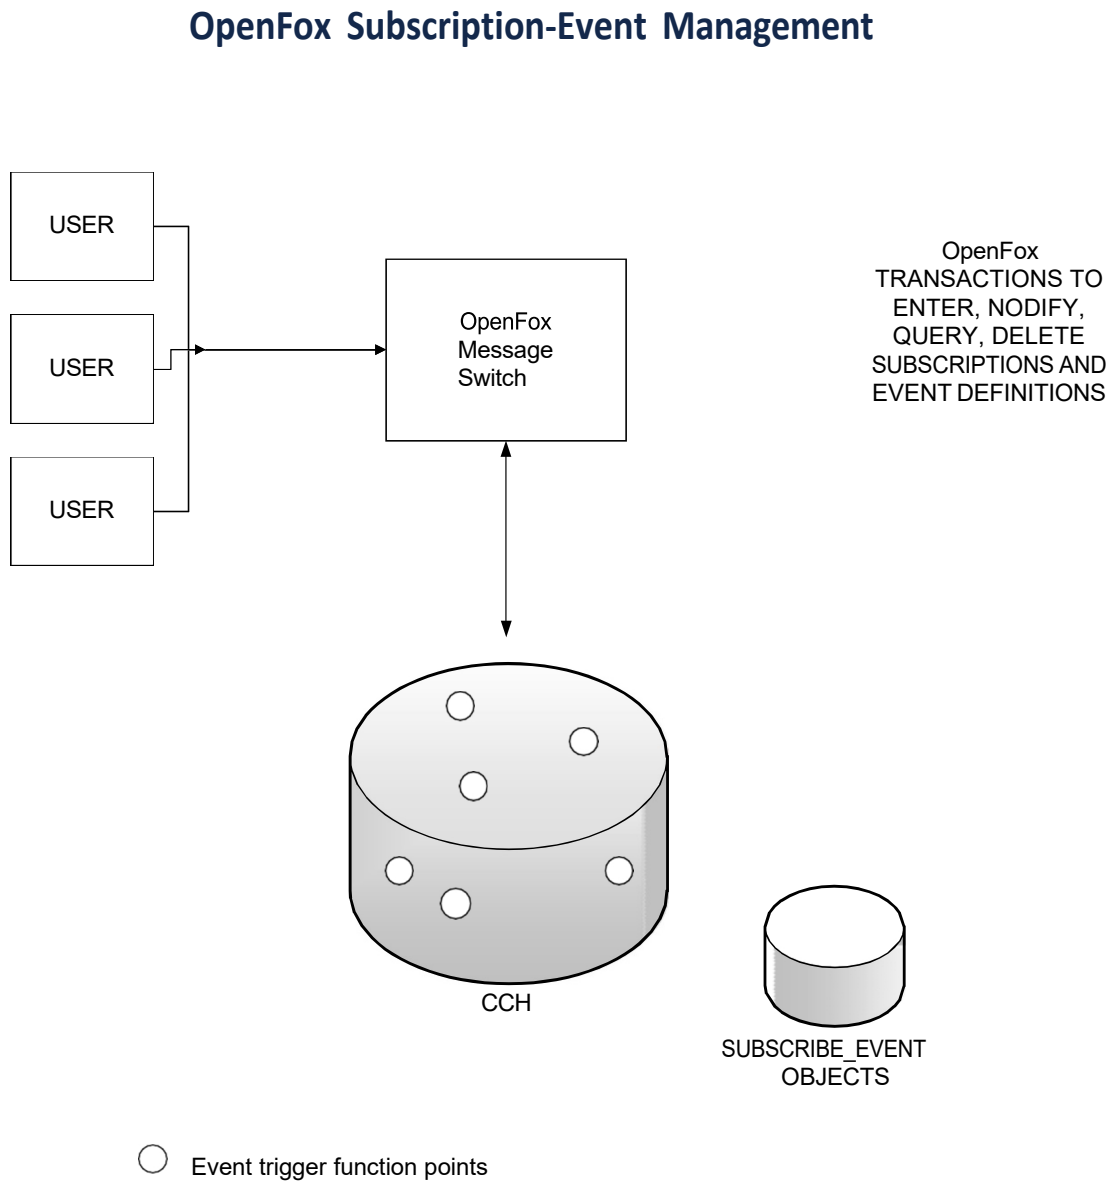 OpenFox Subscription-Event Management
USER
USER
USER
OpenFox
Message
Switch
OpenFox
TRANSACTIONS TO
ENTER, NODIFY,
QUERY, DELETE
SUBSCRIPTIONS AND
EVENT DEFINITIONS
CCH
SUBSCRIBE_EVENT
OBJECTS
Event trigger function points